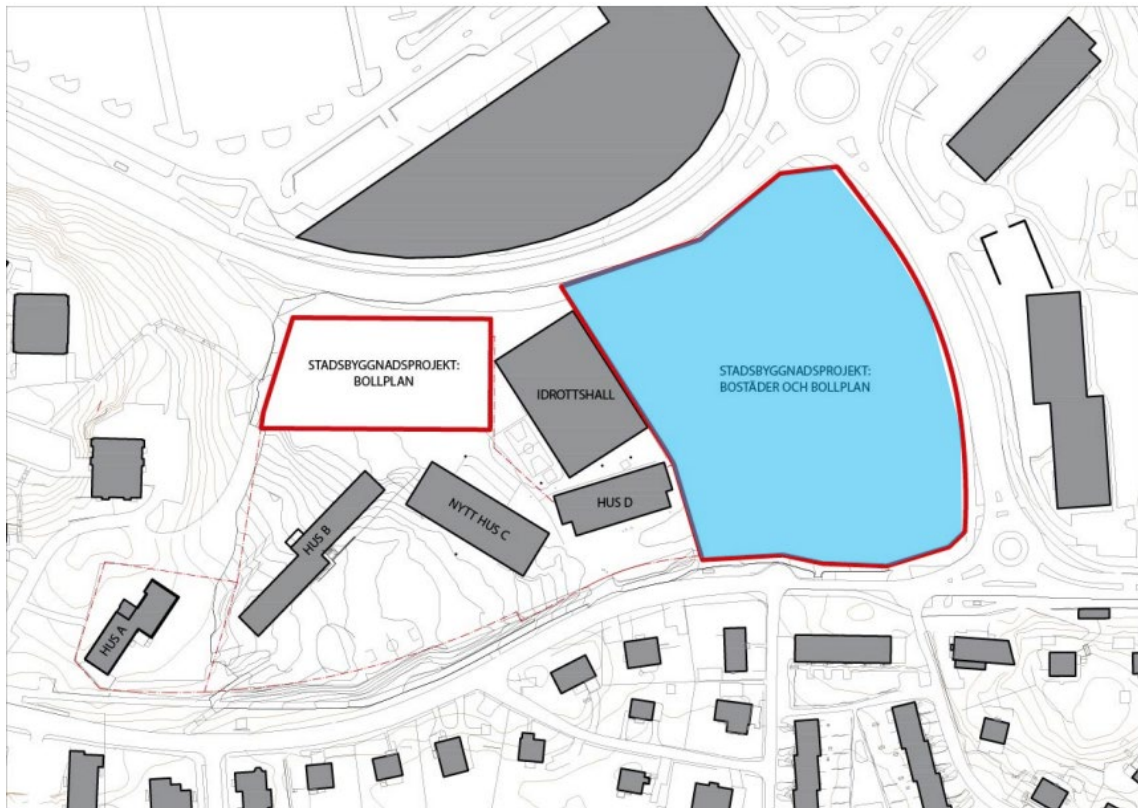 STADSBYGGNADSPROJEKT:
BOLLPLAN
STADSBYGGNADSPROJEKT:
BOSTÄDER OCH BOLLPLAN
IDROTTSHALL
HUS D
NYTT HUS C
HUS B
HUS A